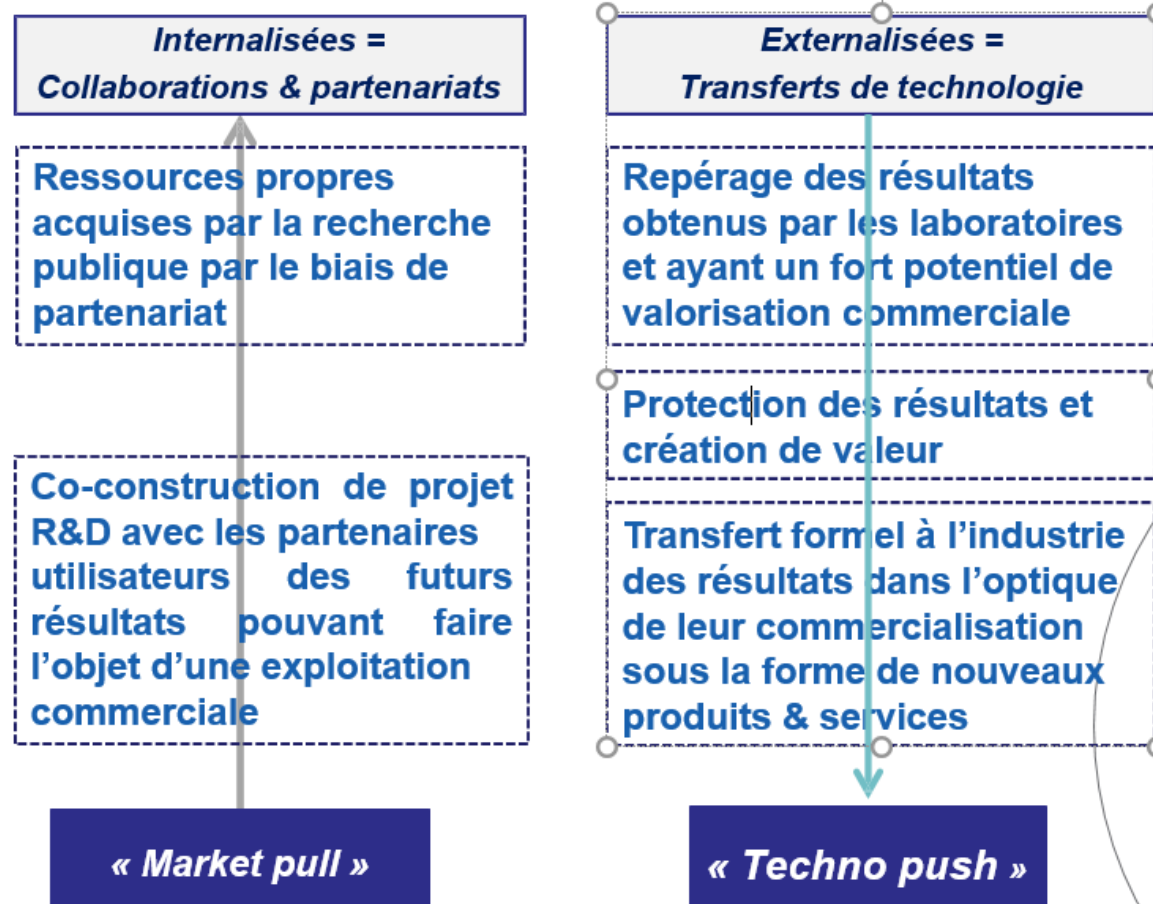 Internalisées =
Collaborations & partenariats
Ressources propres
acquises par la recherche
publique par le biais de
partenariat
Co-construction de projet
R&D avec les partenaires
utilisateurs des futurs
résultats pouvant faire
l’objet d’une exploitation
commerciale
« Market pull »
Externalisées =
Transferts de technologie
Repérage des résultats
obtenus par les laboratoires
et ayant un fort potentiel de
valorisation commerciale
Protection des résultats et
création de valeur
Transfert formel à l’industrie
des résultats dans l’optique
de leur commercialisation
sous la forme de nouveaux
produits & services
« Techno push »